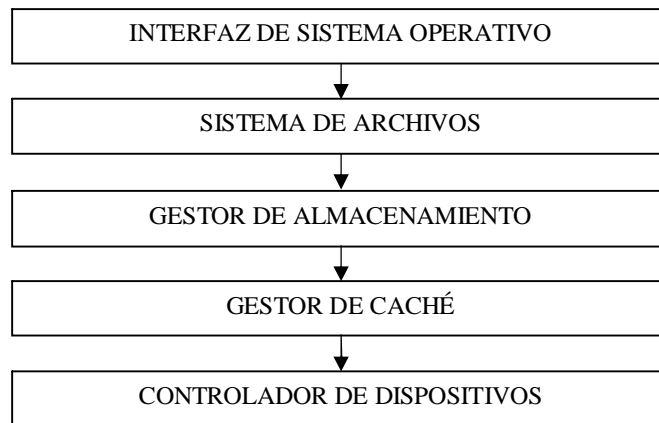 INTERFAZ DE SISTEMA OPERATIVO
SISTEMA DE ARCHIVOS
GESTOR DE ALMACENAMIENTO
GESTOR DE CACHÉ
CONTROLADOR DE DISPOSITIVOS